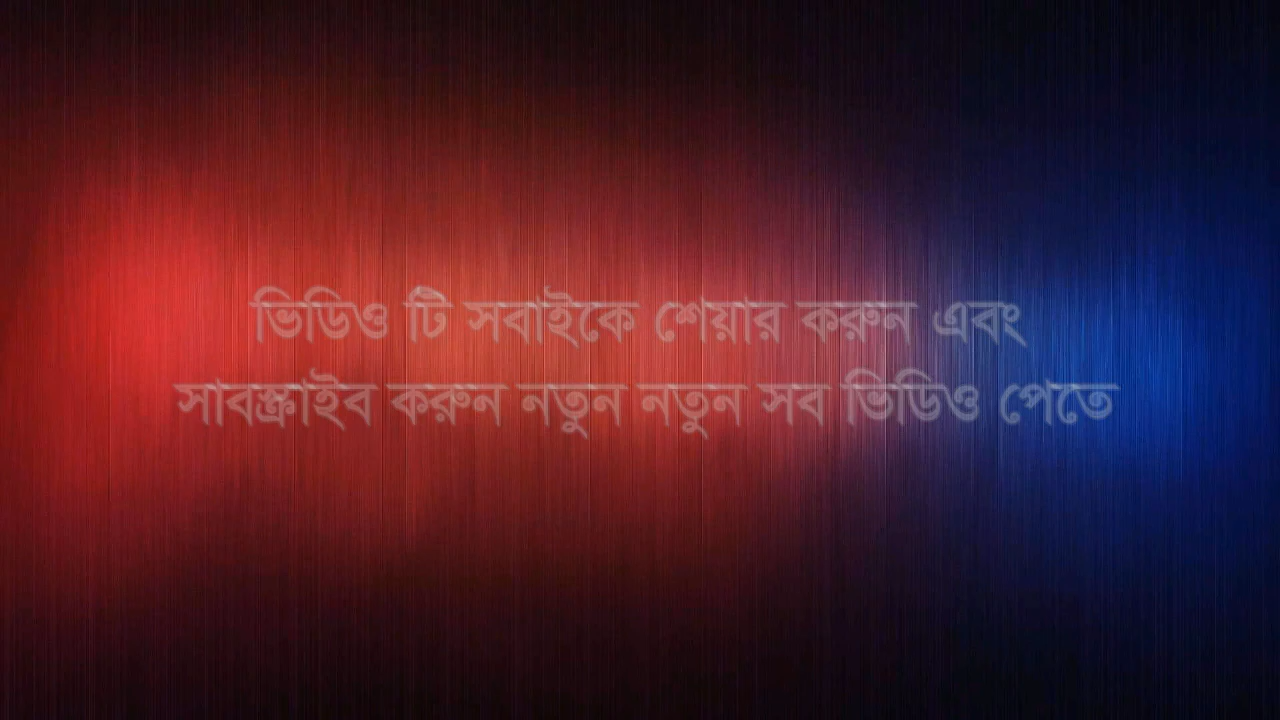 ভিডিও টি সবাইকে শেয়ার করুন এবং
সাবস্ক্রাইব করুন নতুন নতুন সব ভিডিও পেতে